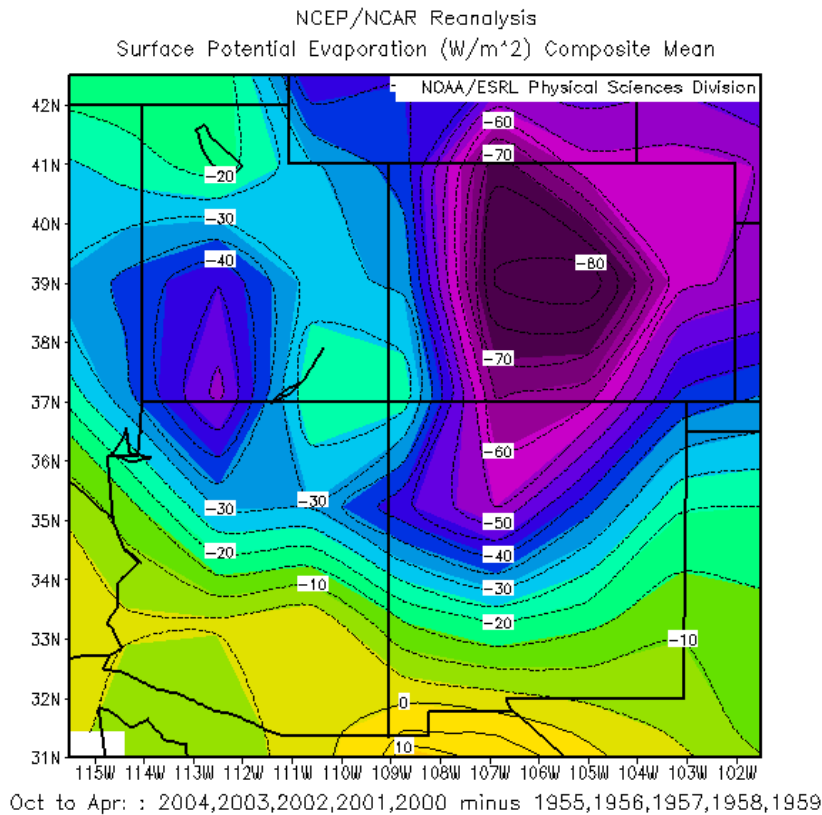 NCEP/NCAR Reanalysis
Surface Potential Evaporation (W/m^2) Composite Mean
NOAA/ESRL Physical Sciences Division
42N
-60
41N
-70
-20
40N
-30
-40
-80
39N
38N
-70
37N
-60
36N
-30
-30
35N
-50
-20
-40
34N
-10
-30
-20
33N
-10
32N
0
10
31N
115W 114W 113W 112W 111W 110W 109W 108W 107W 106W 105W 104W 103W 102W
Oct to Apr: : 2004,2003,2002,2001,2000 minus 1955,1956,1957,1958,1959